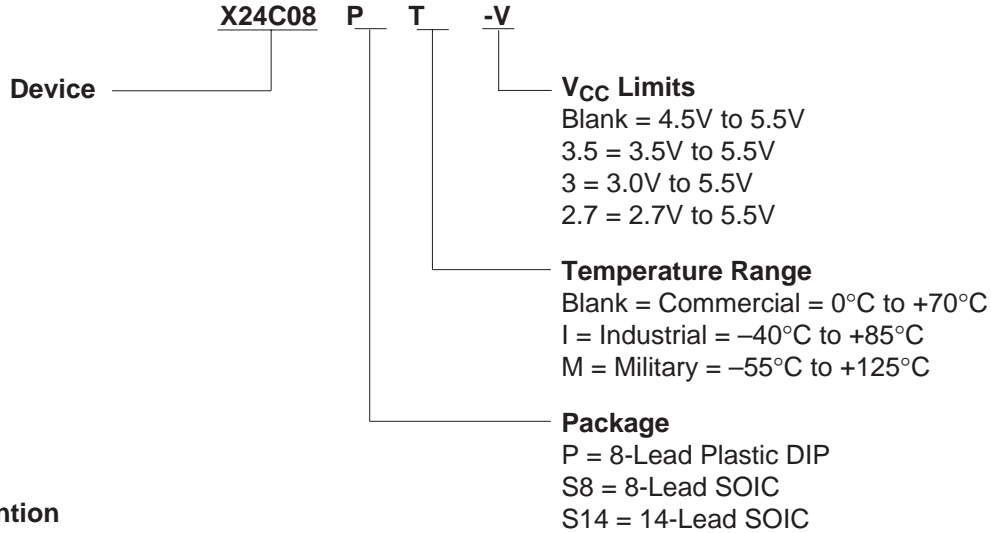 X24C08 P T -V
Device
VCC Limits
Blank = 4.5V to 5.5V
3.5 = 3.5V to 5.5V
3 = 3.0V to 5.5V
2.7 = 2.7V to 5.5V
Temperature Range
Blank = Commercial = 0°C to +70°C
I = Industrial = –40°C to +85°C
M = Military = –55°C to +125°C
Package
P = 8-Lead Plastic DIP
S8 = 8-Lead SOIC
S14 = 14-Lead SOIC